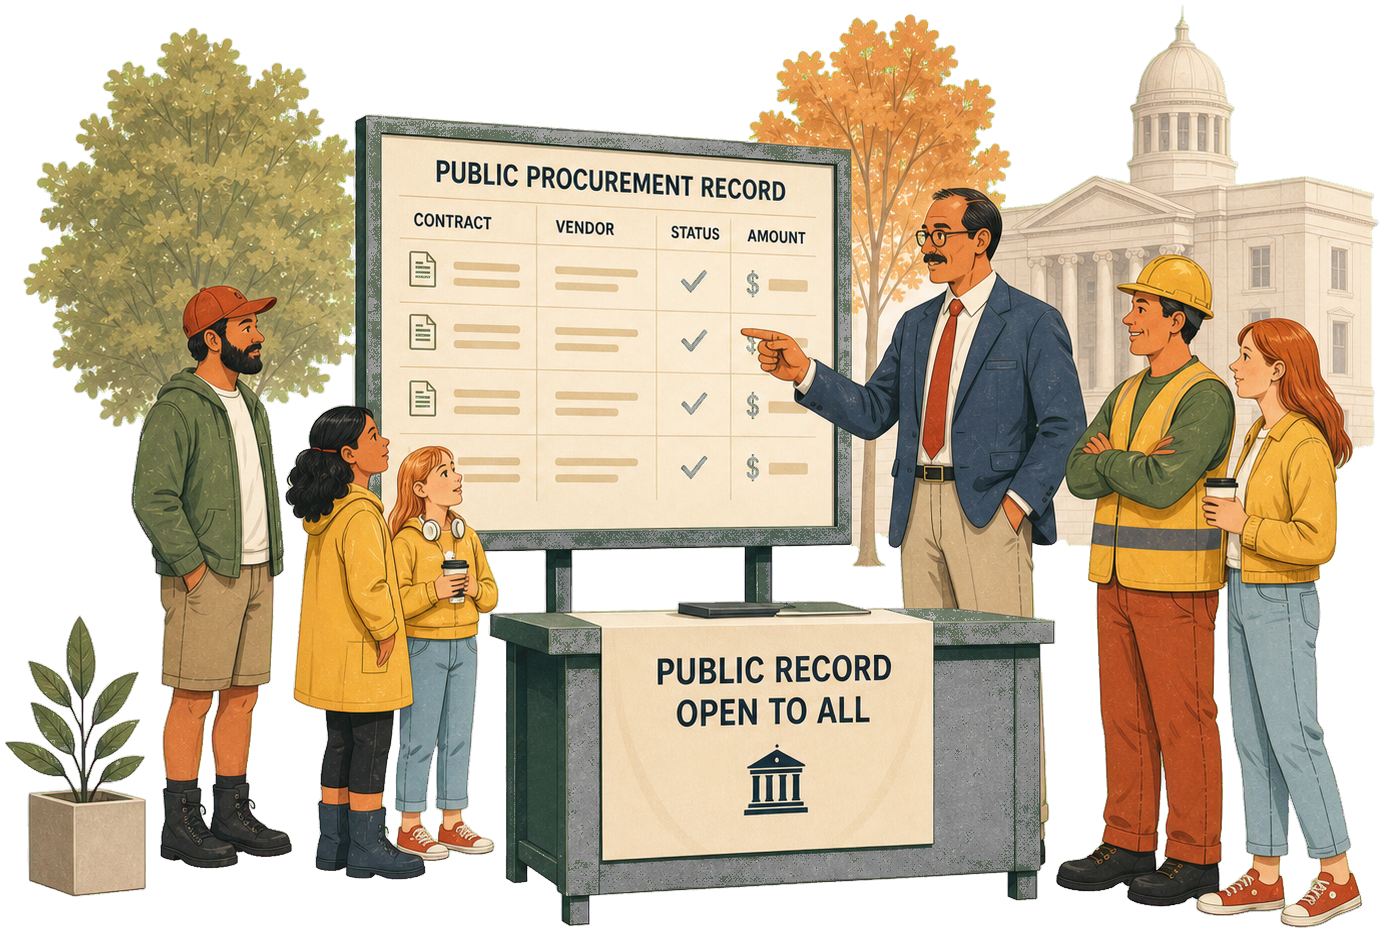 PUBLIC PROCUREMENT RECORD
CONTRACT VENDOR STATUS AMOUNT
$
$
$
$
PUBLIC RECORD
OPEN TO ALL